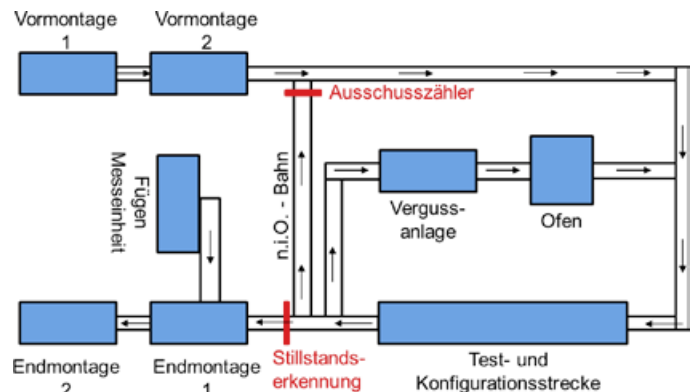 Vormontage
1
Vormontage
2
Ausschusszähler
Fügen
Messeinheit
n.i.O. - Bahn
Verguss-
anlage
Ofen
Endmontage
2
Endmontage
1
Stillstands-
erkennung
Test- und
Konfigurationsstrecke